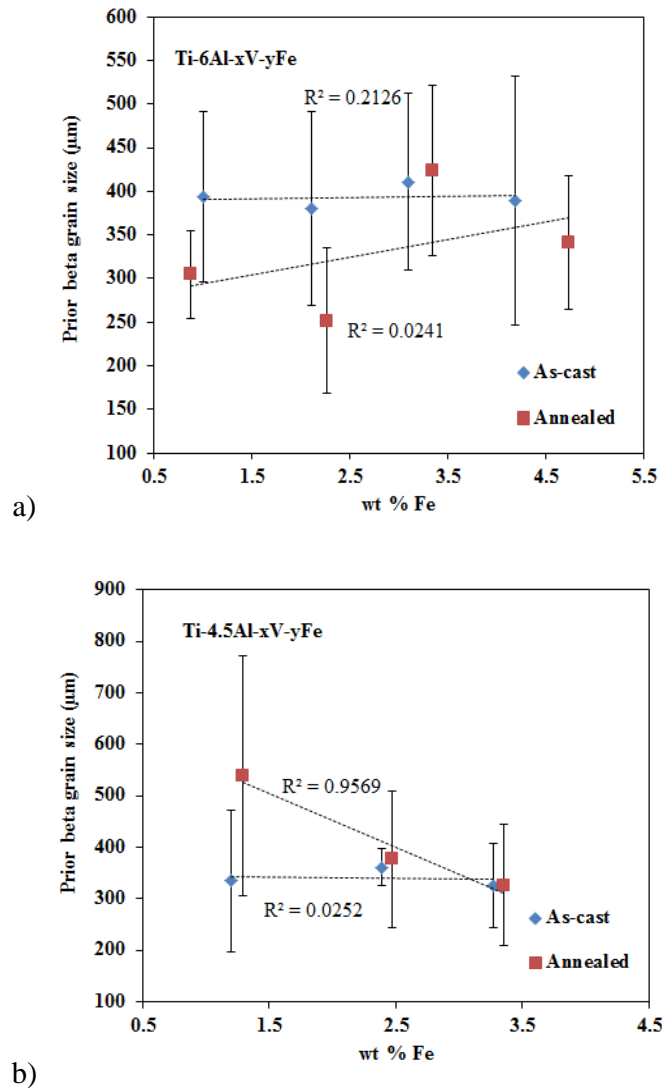 600
550
Ti-6Al-xV-yFe
500
R² = 0.2126
450
400
350
300
250
R² = 0.0241
200
As-cast
150
Annealed
100
0.5 1.5 2.5 3.5 4.5 5.5
wt % Fe
Prior beta grain size (µm)
a)
900
Ti-4.5Al-xV-yFe
800
700
600
R² = 0.9569
500
400
300
R² = 0.0252
As-cast
200
Annealed
100
0.5 1.5 2.5 3.5 4.5
wt % Fe
Prior beta grain size (µm)
b)